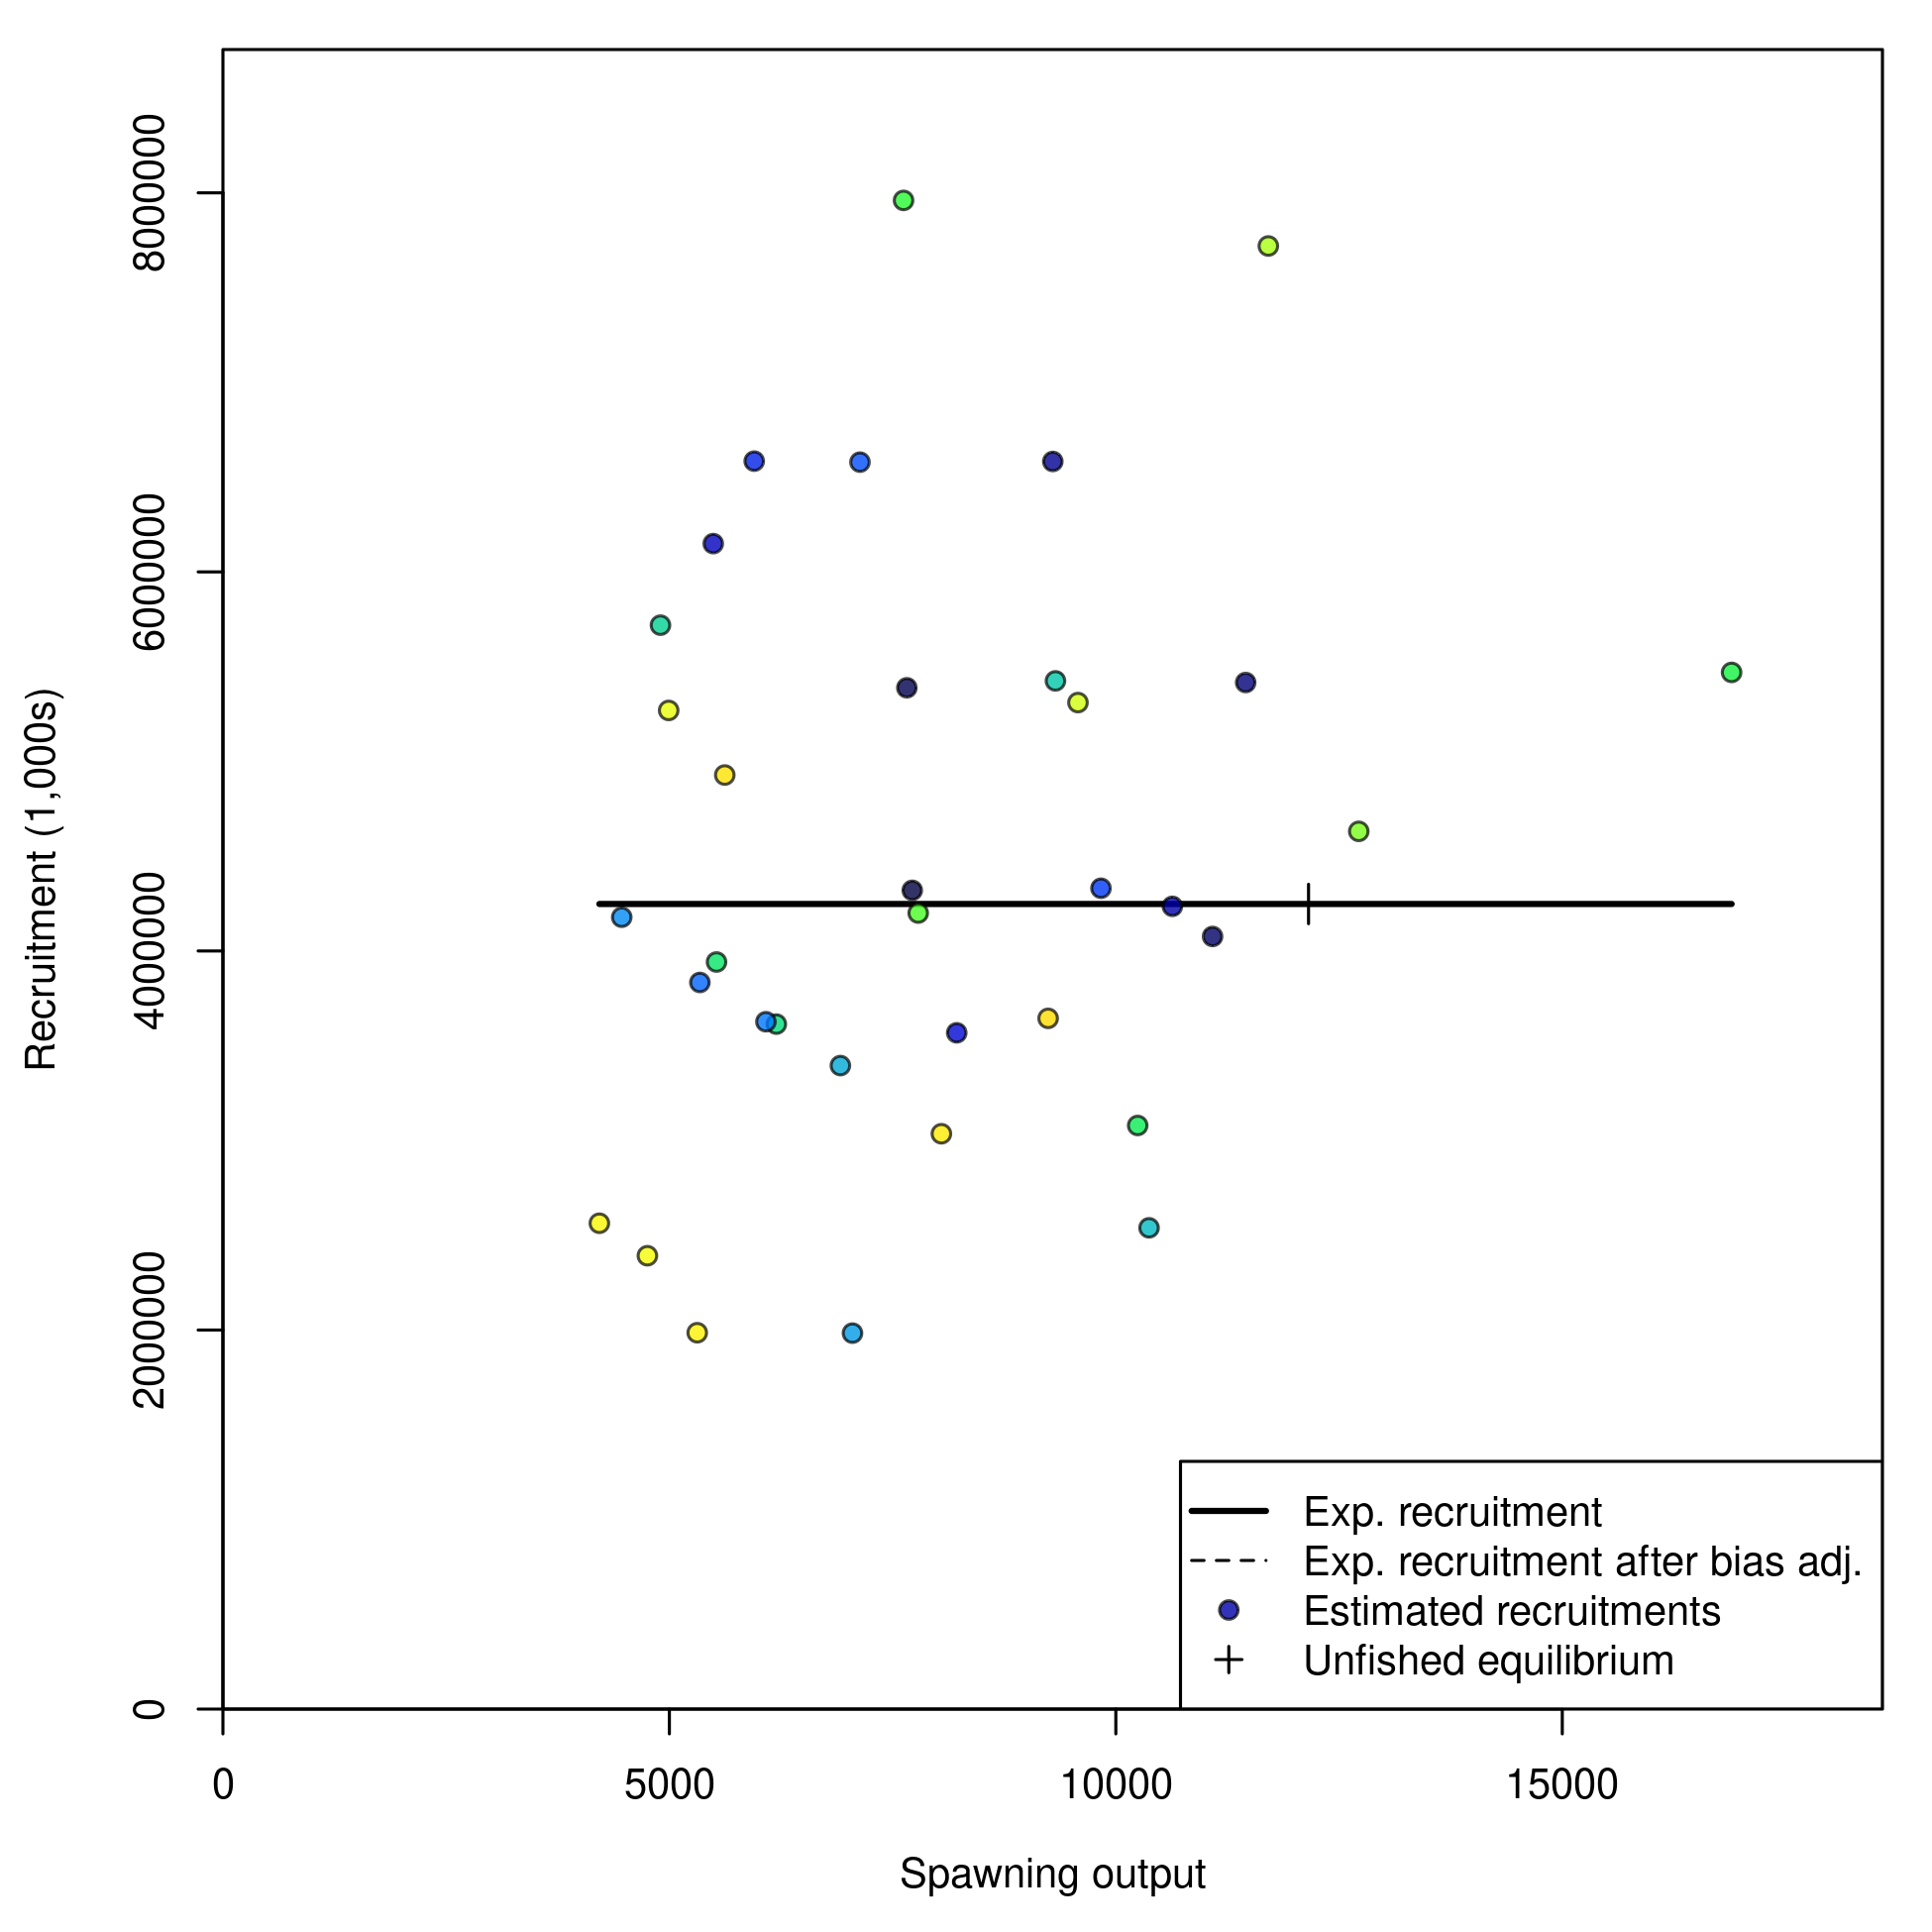 Recruitment (1,000s)
8000000
6000000
4000000
2000000
0
0 5000 10000 15000
Spawning output
Exp. recruitment
Exp. recruitment after bias adj.
Estimated recruitments
Unfished equilibrium